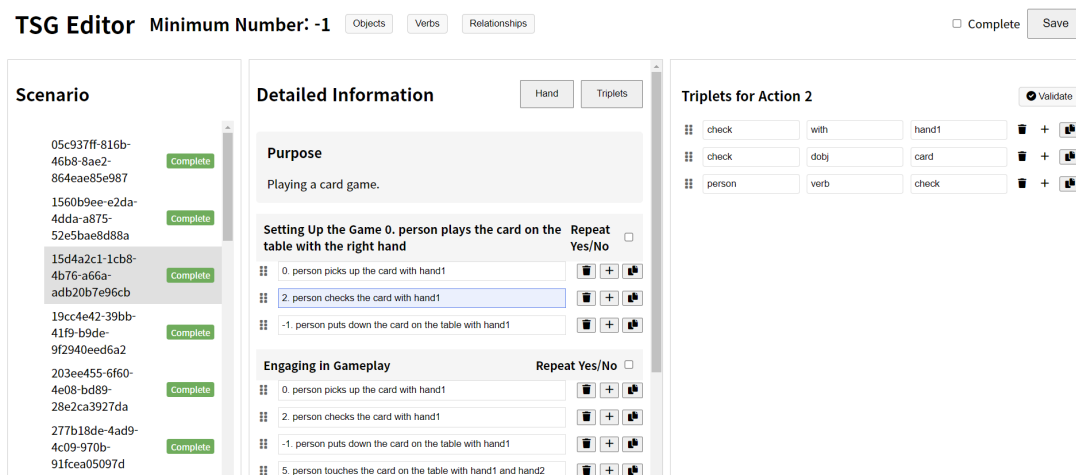 TSG Editor Minimum Number: -1 Objects Verbs Relationships Complete Save
Scenario
05c937ff-816b-
46b8-8ae2-
864eae85e987
Complete
1560b9ee-e2da-
4dda-a875-
52e5bae8d88a
Complete
15d4a2c1-1cb8-
4b76-a66a-
adb20b7e96cb
Complete
19cc4e42-39bb-
41f9-b9de-
9f2940eed6a2
Complete
203ee455-6f60-
4e08-bd89-
28e2ca3927da
Complete
277b18de-4ad9-
4c09-970b-
91fcea05097d
Complete
Detailed Information Hand Triplets
Purpose
Playing a card game.
Setting Up the Game 0. person plays the card on the
table with the right hand
Repeat
Yes/No
0. person picks up the card with hand1
2. person checks the card with hand1
-1. person puts down the card on the table with hand1
Engaging in Gameplay Repeat Yes/No
0. person picks up the card with hand1
2. person checks the card with hand1
-1. person puts down the card on the table with hand1
5. person touches the card on the table with hand1 and hand2
Triplets for Action 2 Validate
check with hand1
check dobj card
person verb check